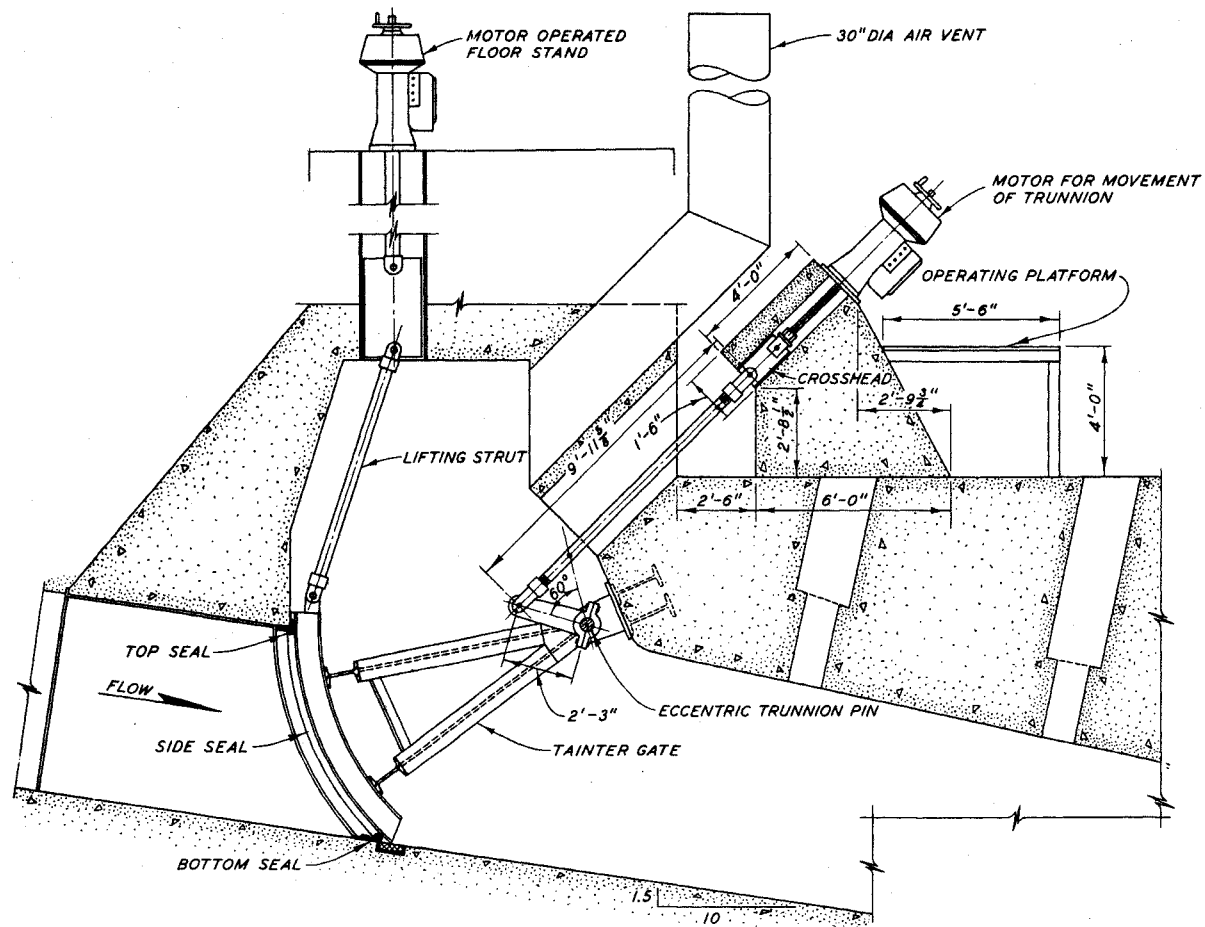 MOTOR OPERATED
FLOOR STAND
30" DIA AIR VENT
MOTOR FOR MOVEMENT
OF TRUNNION
OPERATING PLATFORM
4'-0"
5'-6"
CROSSHEAD
2'-9 3/4"
4'-0"
1'-6"
2'-8 1/2"
9'-11 5/8"
LIFTING STRUT
2'-6"
6'-0"
60°
TOP SEAL
FLOW
2'-3"
ECCENTRIC TRUNNION PIN
SIDE SEAL
TAINTER GATE
BOTTOM SEAL
1.5
10